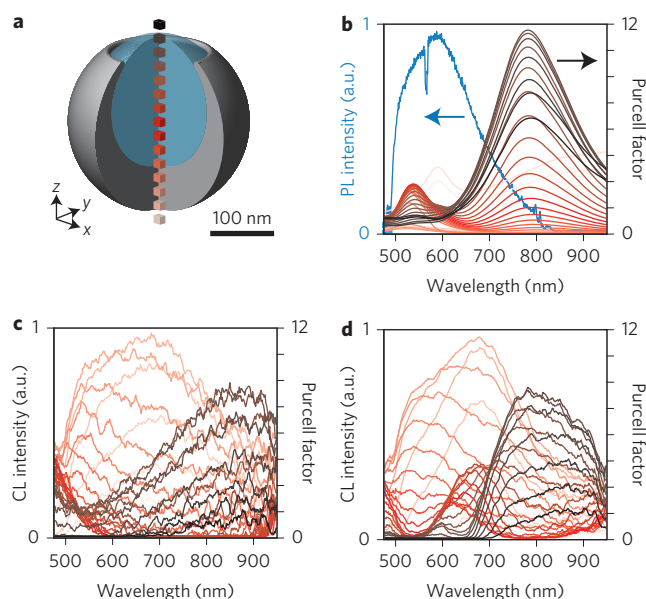 a
z
y
x
100 nm
b
1
12
PL intensity (a.u.)
Purcell factor
0
0
500 600 700 800 900
Wavelength (nm)
c
1
12
CL intensity (a.u.)
Purcell factor
0
0
500 600 700 800 900
Wavelength (nm)
d
1
12
CL intensity (a.u.)
Purcell factor
0
0
500 600 700 800 900
Wavelength (nm)